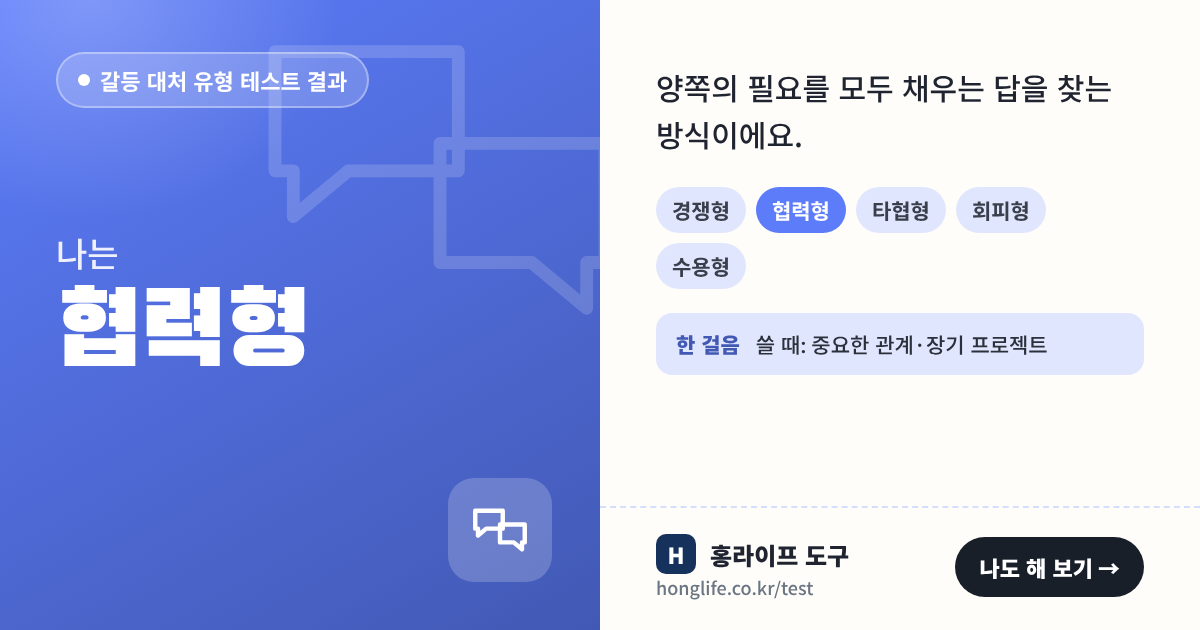 갈등 대처 유형 테스트 결과
나는
협력형
양쪽의 필요를 모두 채우는 답을 찾는
방식이에요.
경쟁형 협력형 타협형 회피형
수용형
한 걸음 쓸 때: 중요한 관계·장기 프로젝트
H 홍라이프 도구
honglife.co.kr/test
나도 해 보기 →